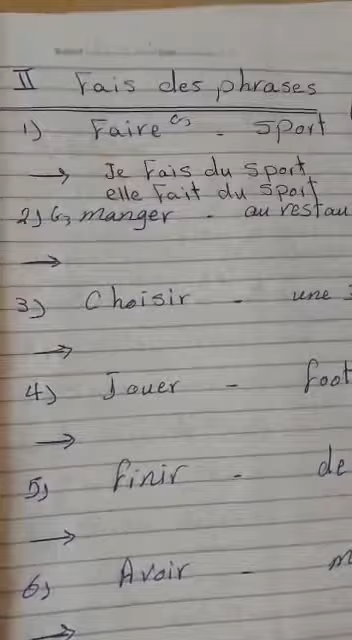 II Fais des phrases
1) Faire - sport
→ Je fais du sport
elle fait du sport
2) manger - au restau
→
3) Choisir - une
→
4) Jouer - foot
→
5) finir - de
→
6) Avoir - m
→